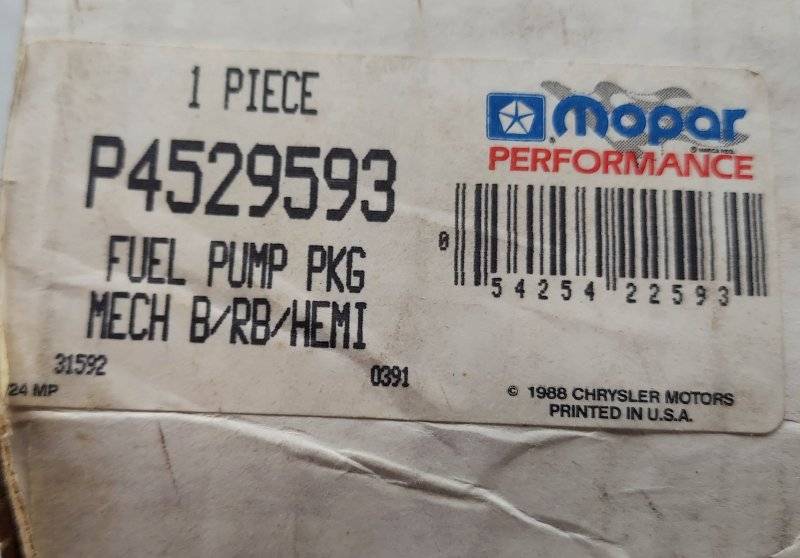 1 PIECE
P4529593
FUEL PUMP PKG
MECH B/RB/HEMI
31592
0391
24 MP
Mopar
PERFORMANCE
0 54254 22593
© 1988 CHRYSLER MOTORS
PRINTED IN U.S.A.